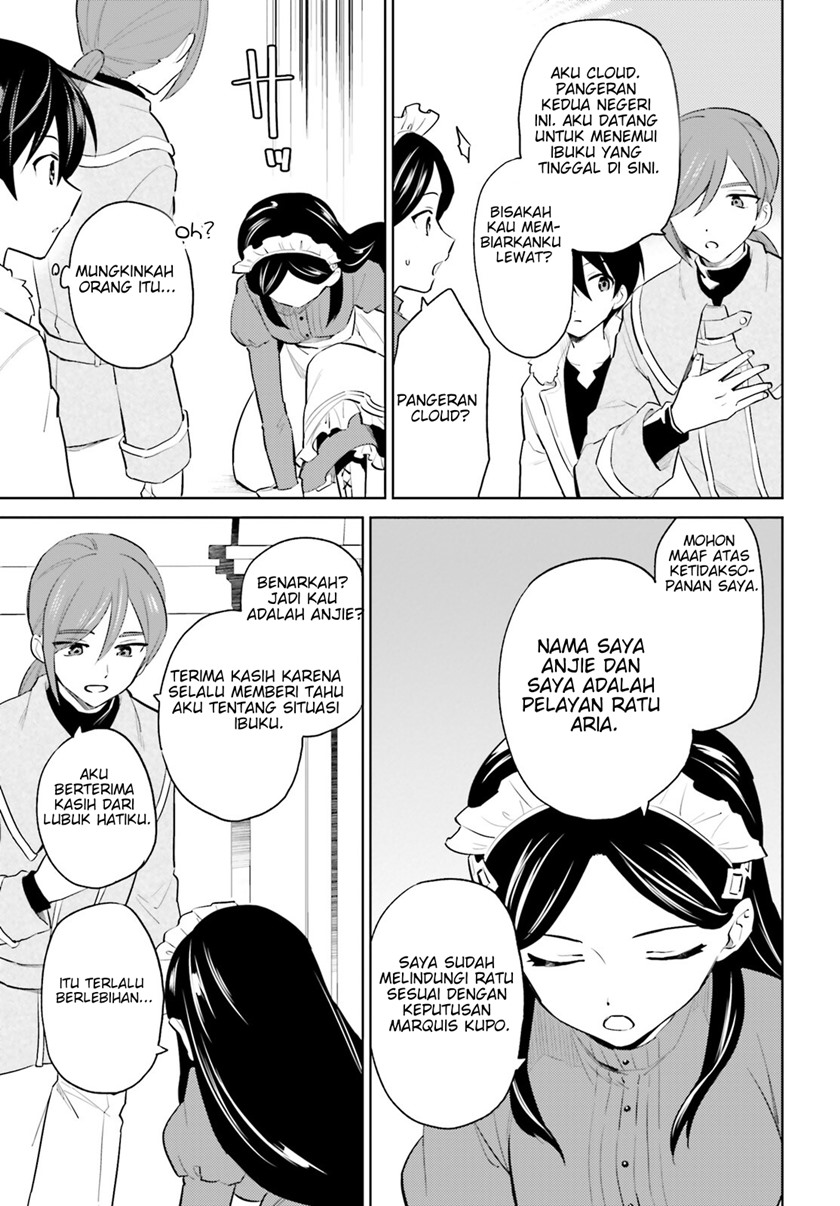 AKU CLOUD.
PANGERAN
KEDUA NEGERI
INI. AKU DATANG
UNTUK MENEMUI
IBUKU YANG
TINGGAL DI SINI.
BISAKAH
KAU MEM-
BIARKANKU
LEWAT?
PANGERAN
CLOUD?
oh?
MUNGKINKAH
ORANG ITU...
MOHON
MAAF ATAS
KETIDAKSO-
PANAN SAYA.
NAMA SAYA
ANJIE DAN
SAYA ADALAH
PELAYAN RATU
ARIA.
SAYA SUDAH
MELINDUNGI RATU
SESUAI DENGAN
KEPUTUSAN
MARQUIS KUPO.
BENARKAH?
JADI KAU
ADALAH ANJIE?
TERIMA KASIH KARENA
SELALU MEMBERI TAHU
AKU TENTANG SITUASI
IBUKU.
AKU
BERTERIMA
KASIH DARI
LUBUK HATIKU.
ITU TERLALU
BERLEBIHAN...